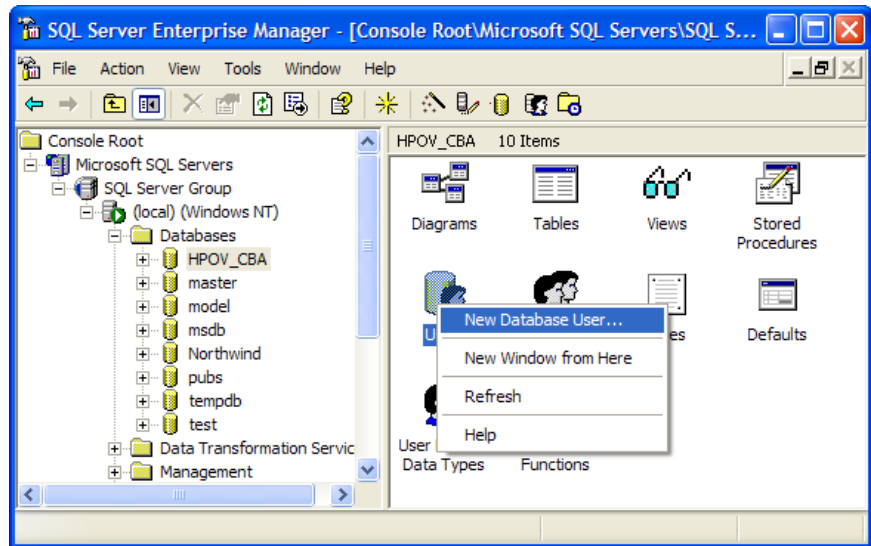 SQL Server Enterprise Manager - [Console Root\Microsoft SQL Servers\SQL S...
File Action View Tools Window Help
Console Root
Microsoft SQL Servers
SQL Server Group
(local) (Windows NT)
Databases
HPOV_CBA
master
model
msdb
Northwind
pubs
tempdb
test
Data Transformation Servic
Management
HPOV_CBA 10 Items
Diagrams
Tables
Views
Stored
Procedures
U
es
Defaults
New Database User...
New Window from Here
Refresh
Help
User
Data Types
Functions